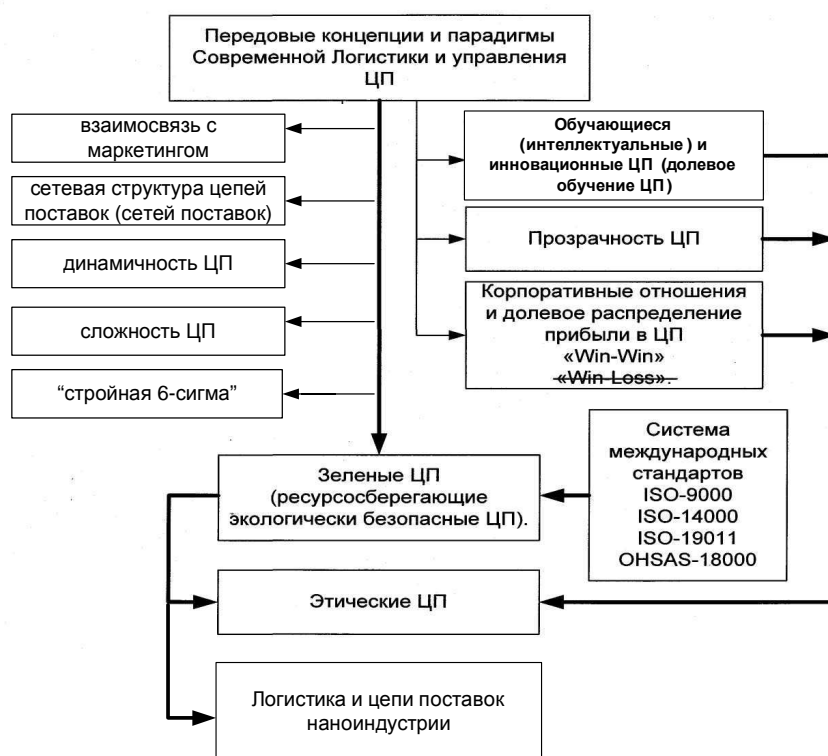 Передовые концепции и парадигмы
Современной Логистики и управления
ЦП
взаимосвязь с
маркетингом
сетевая структура цепей
поставок (сетей поставок)
динамичность ЦП
сложность ЦП
“стройная 6-сигма”
Обучающиеся
(интеллектуальные) и
инновационные ЦП (долевое
обучение ЦП)
Прозрачность ЦП
Корпоративные отношения
и долевое распределение
прибыли в ЦП
«Win-Win»
«Win-Loss».
Система
международных
стандартов
ISO-9000
ISO-14000
ISO-19011
OHSAS-18000
Зеленые ЦП
(ресурсосберегающие
экологически безопасные ЦП).
Этические ЦП
Логистика и цепи поставок
наноиндустрии